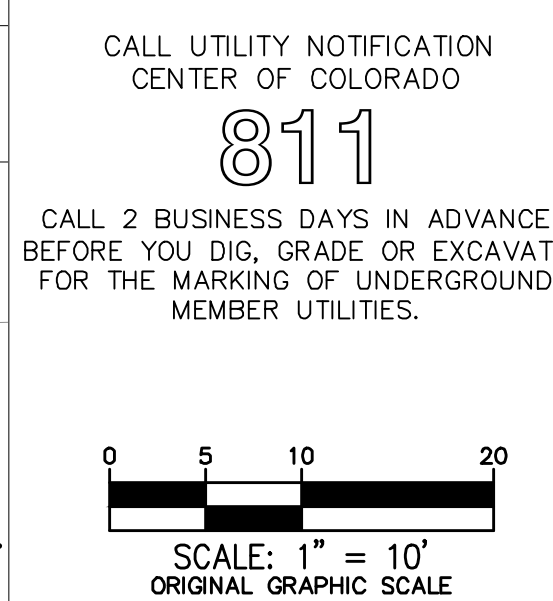 CALL UTILITY NOTIFICATION
CENTER OF COLORADO
811
CALL 2 BUSINESS DAYS IN ADVANCE
BEFORE YOU DIG, GRADE OR EXCAVAT
FOR THE MARKING OF UNDERGROUND
MEMBER UTILITIES.
0 5 10 20
SCALE: 1" = 10'
ORIGINAL GRAPHIC SCALE